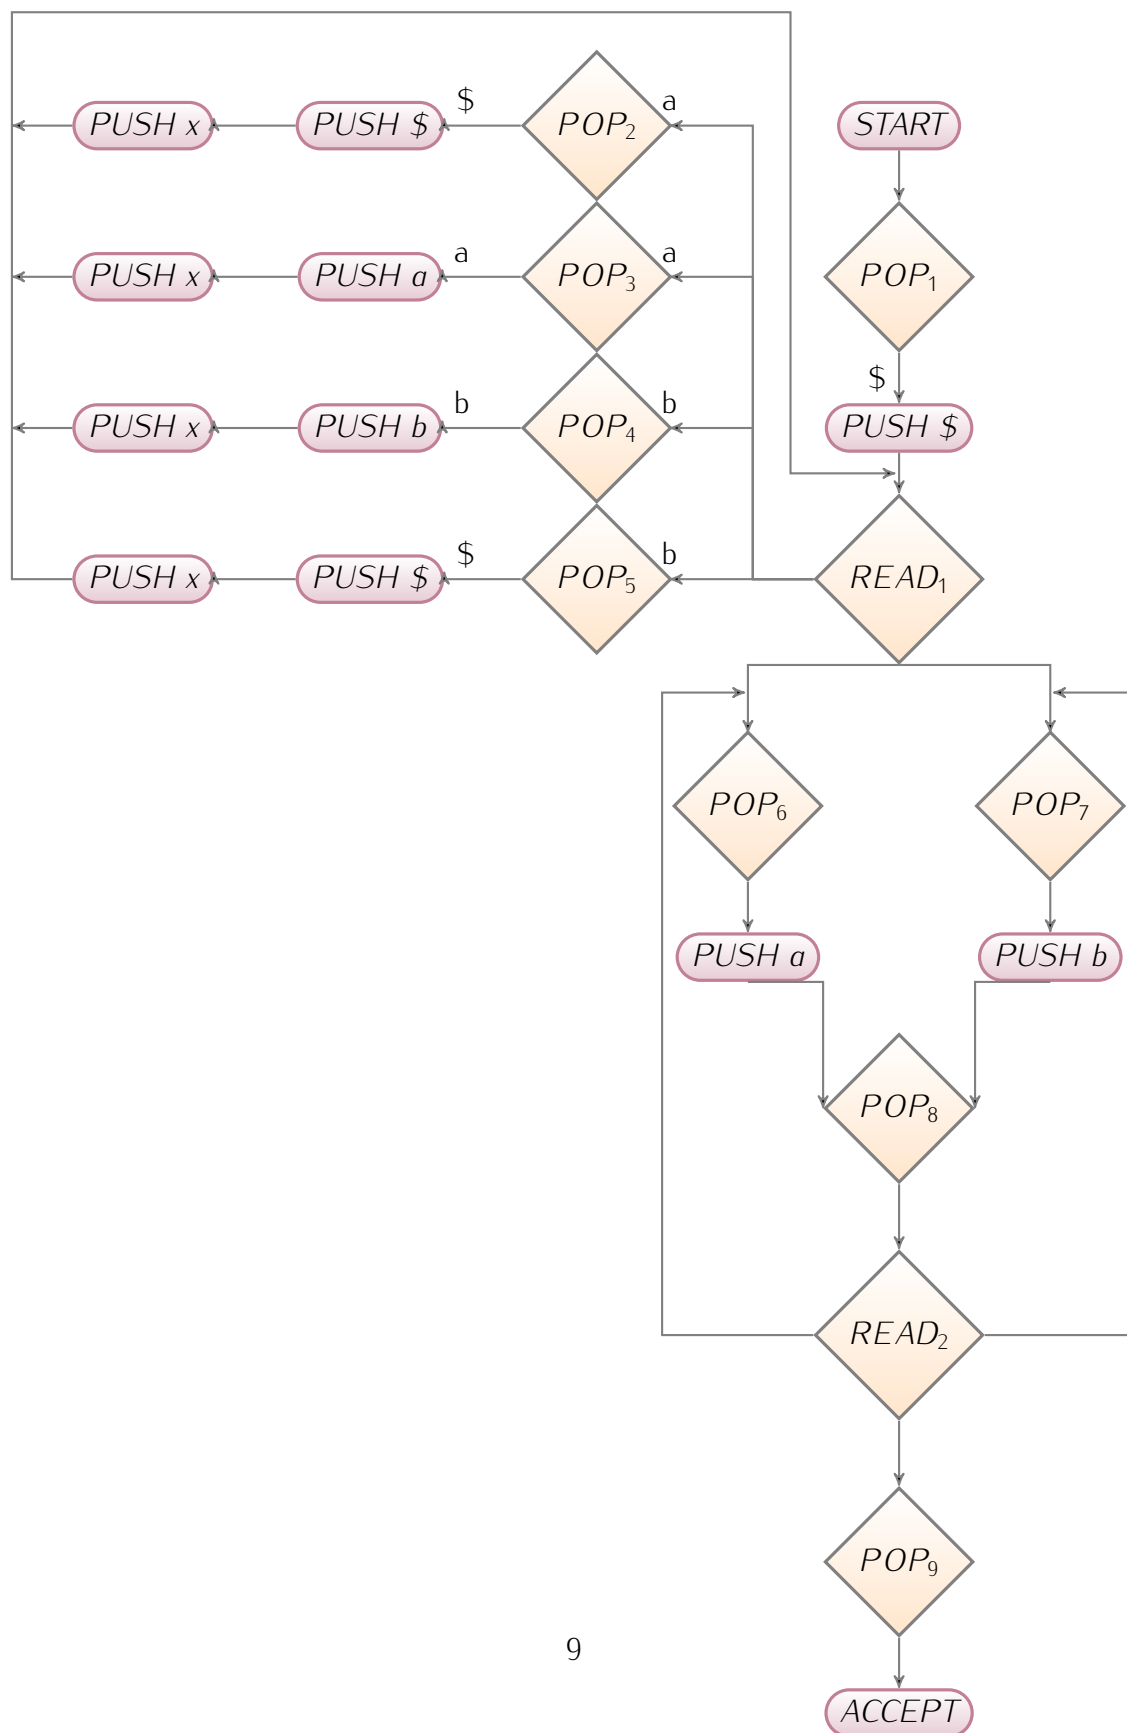 $ a
PUSH x PUSH $ POP₂ START
a a
PUSH x PUSH a POP₃ POP₁
b b $
PUSH x PUSH b POP₄ PUSH $
$ b
PUSH x PUSH $ POP₅ READ₁
POP₆ POP₇
PUSH a PUSH b
POP₈
READ₂
POP₉
9
ACCEPT